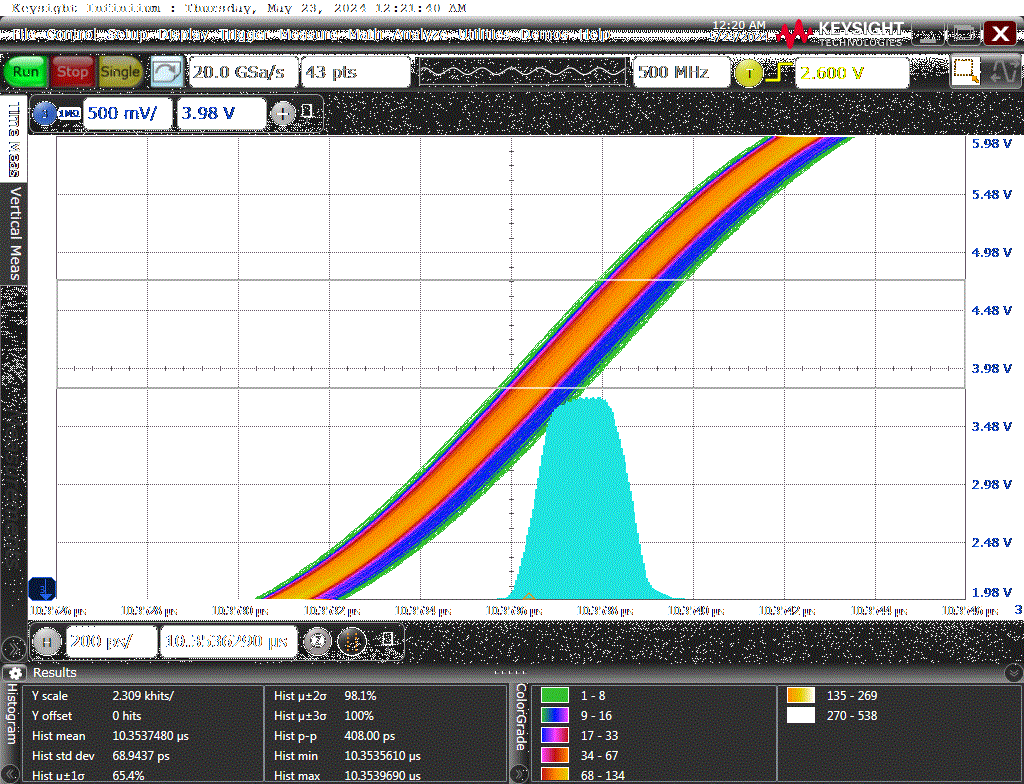 Keysight Infiniium : Thursday, May 23, 2024 12:21:40 AM
File Control Setup Display Trigger Measure Math Analyze Utilities Demos Help
12:20 AM
KEYSIGHT
TECHNOLOGIES
Run Stop Single 20.0 GSa/s 43 pts 500 MHz T 2.600 V
1MΩ 500 mV/ 3.98 V
Time Meas
Vertical Meas
5.98 V
5.48 V
4.98 V
4.48 V
3.98 V
3.48 V
2.98 V
2.48 V
1.98 V
H 200 ps/ 10.3536290 µs
Results
Histogram
Y scale 2.309 khits/
Y offset 0 hits
Hist mean 10.3537480 µs
Hist std dev 68.9437 ps
Hist µ±1σ 65.4%
Hist µ±2σ 98.1%
Hist µ±3σ 100%
Hist p-p 408.00 ps
Hist min 10.3535610 µs
Hist max 10.3539690 µs
ColorGrade
1 - 8
9 - 16
17 - 33
34 - 67
68 - 134
135 - 269
270 - 538